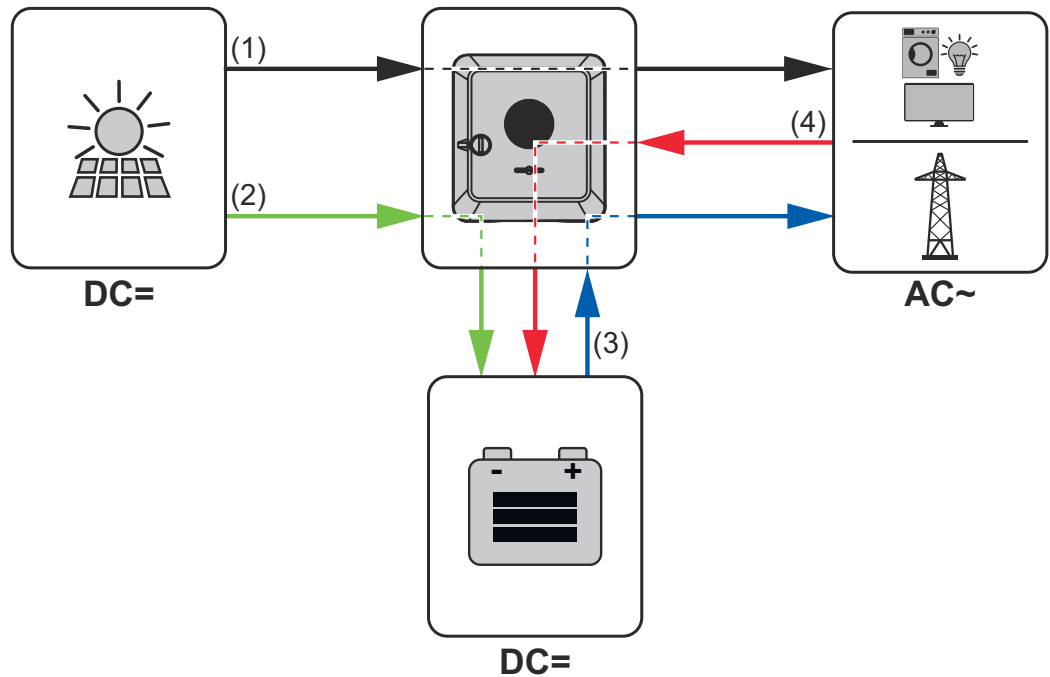 (1)
(4)
(2)
DC=
AC~
(3)
- +
DC=